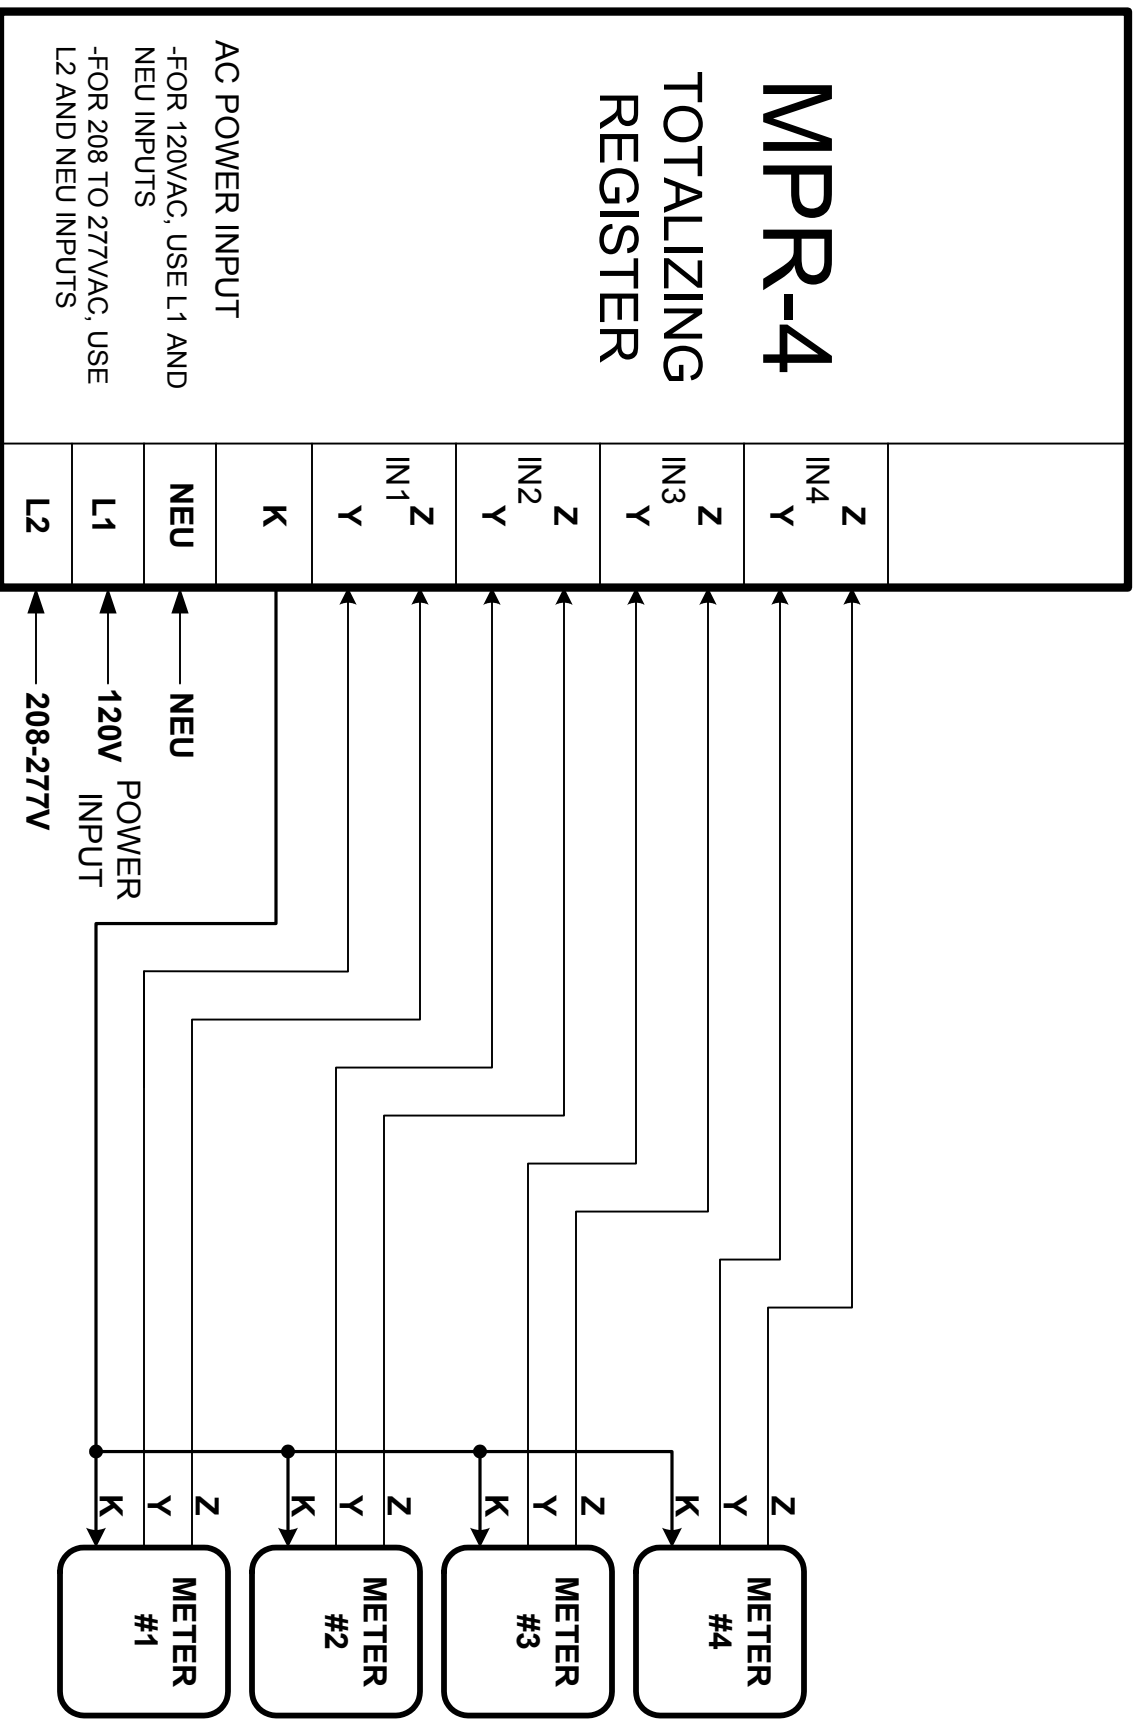 MPR-4
TOTALIZING
REGISTER
AC POWER INPUT
-FOR 120VAC, USE L1 AND
NEU INPUTS
-FOR 208 TO 277VAC, USE
L2 AND NEU INPUTS
Z
IN4
Y
Z
IN3
Y
Z
IN2
Y
Z
IN1
Y
K
NEU
L1
L2
NEU
120V
208-277V
POWER
INPUT
Z
Y
K
METER
#4
Z
Y
K
METER
#3
Z
Y
K
METER
#2
Z
Y
K
METER
#1